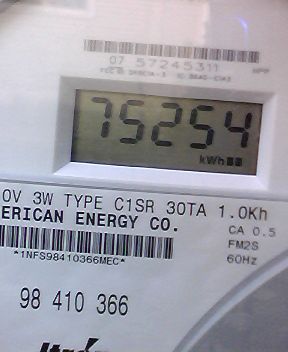 07 57245311
75254
kWh
0V 3W TYPE C1SR 30TA 1.0Kh
ERICAN ENERGY CO.
CA 0.5
FM2S
*1NFS98410366MEC*
60Hz
98 410 366
Itron